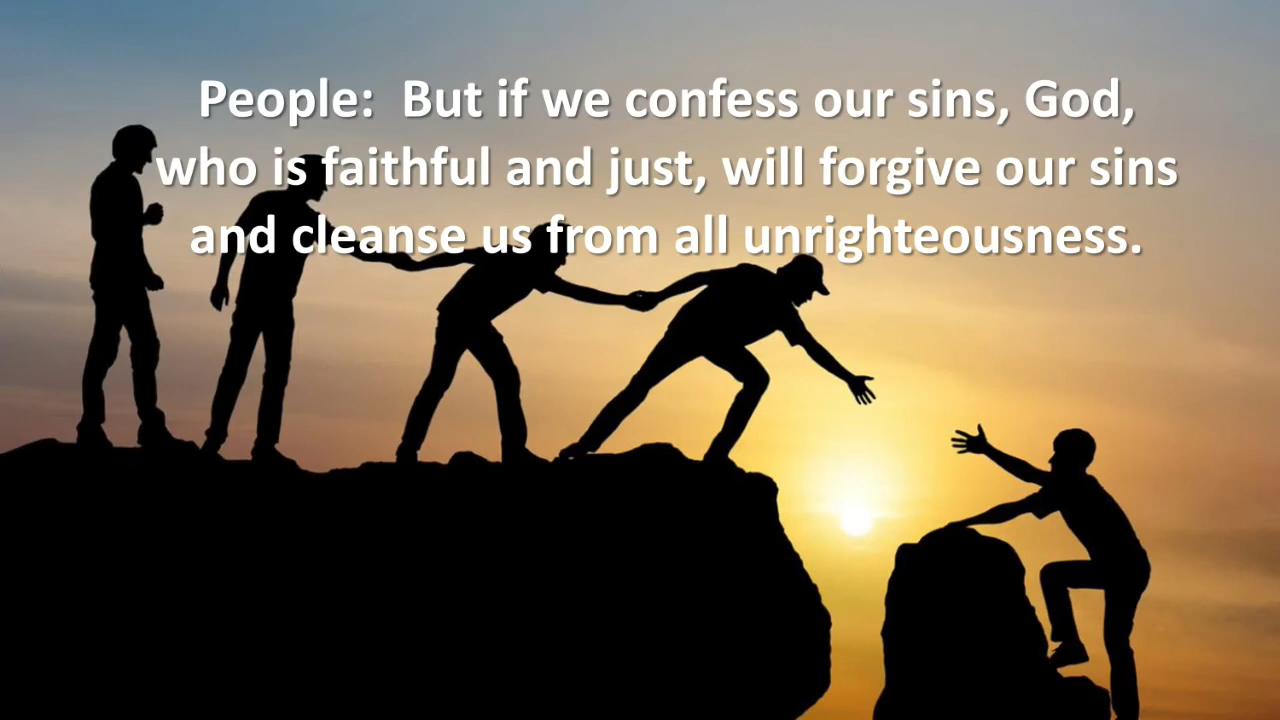 People:  But if we confess our sins, God,
who is faithful and just, will forgive our sins
and cleanse us from all unrighteousness.